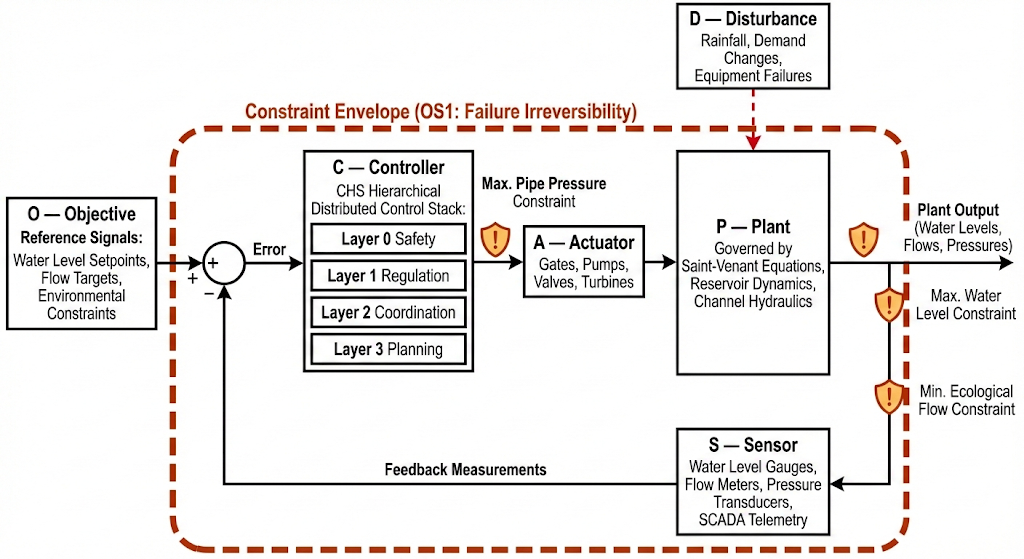 D — Disturbance
Rainfall, Demand
Changes,
Equipment Failures
Constraint Envelope (OS1: Failure Irreversibility)
O — Objective
Reference Signals:
Water Level Setpoints,
Flow Targets,
Environmental
Constraints
+
+
−
Error
C — Controller
CHS Hierarchical
Distributed Control Stack:
Layer 0 Safety
Layer 1 Regulation
Layer 2 Coordination
Layer 3 Planning
Max. Pipe Pressure
Constraint
!
A — Actuator
Gates, Pumps,
Valves, Turbines
P — Plant
Governed by
Saint-Venant Equations,
Reservoir Dynamics,
Channel Hydraulics
!
Plant Output
(Water Levels,
Flows, Pressures)
!
Max. Water
Level Constraint
!
Min. Ecological
Flow Constraint
S — Sensor
Water Level Gauges,
Flow Meters, Pressure
Transducers,
SCADA Telemetry
Feedback Measurements